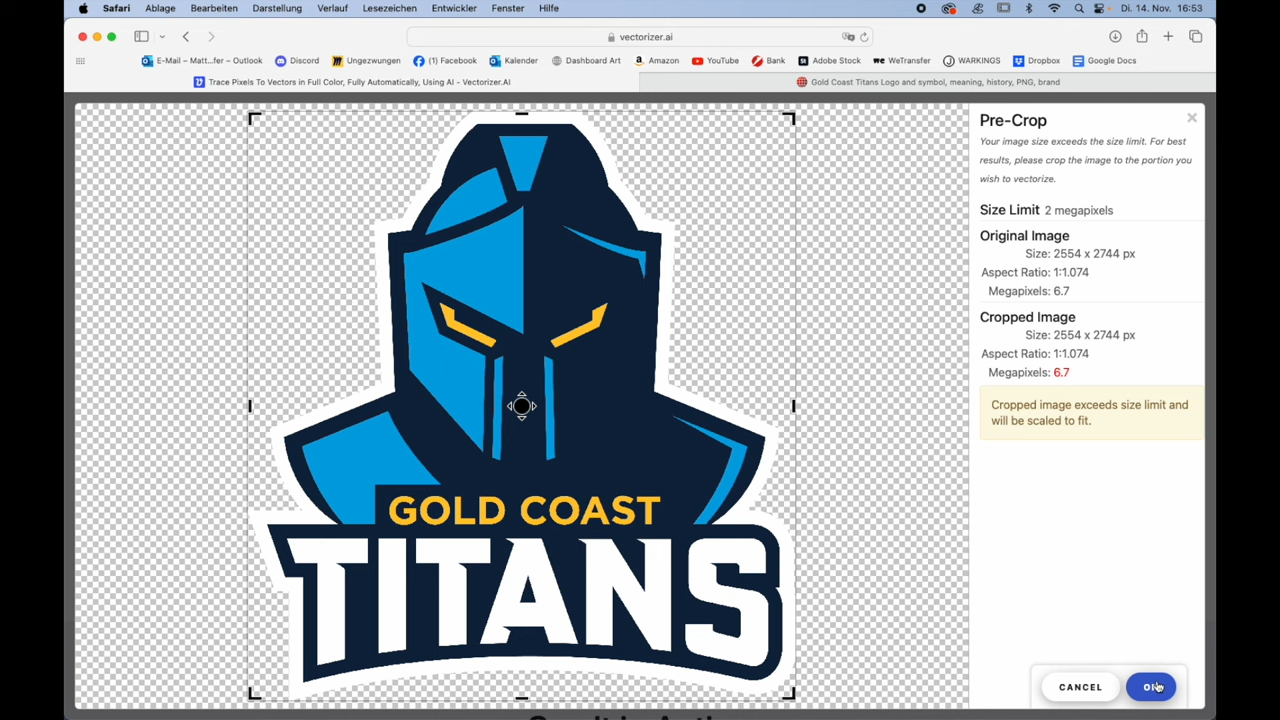 Safari Ablage Bearbeiten Darstellung Verlauf Lesezeichen Entwickler Fenster Hilfe Di. 14. Nov. 16:53
vectorizer.ai
E-Mail – Matt...fer – Outlook Discord Ungezwungen (1) Facebook Kalender Dashboard Art Amazon YouTube Bank Adobe Stock WeTransfer WARKINGS Dropbox Google Docs
Trace Pixels To Vectors in Full Color, Fully Automatically, Using AI - Vectorizer.AI Gold Coast Titans Logo and symbol, meaning, history, PNG, brand
Pre-Crop
Your image size exceeds the size limit. For best
results, please crop the image to the portion you
wish to vectorize.
Size Limit 2 megapixels
Original Image
Size: 2554 x 2744 px
Aspect Ratio: 1:1.074
Megapixels: 6.7
Cropped Image
Size: 2554 x 2744 px
Aspect Ratio: 1:1.074
Megapixels: 6.7
Cropped image exceeds size limit and
will be scaled to fit.
GOLD COAST
TITANS
CANCEL